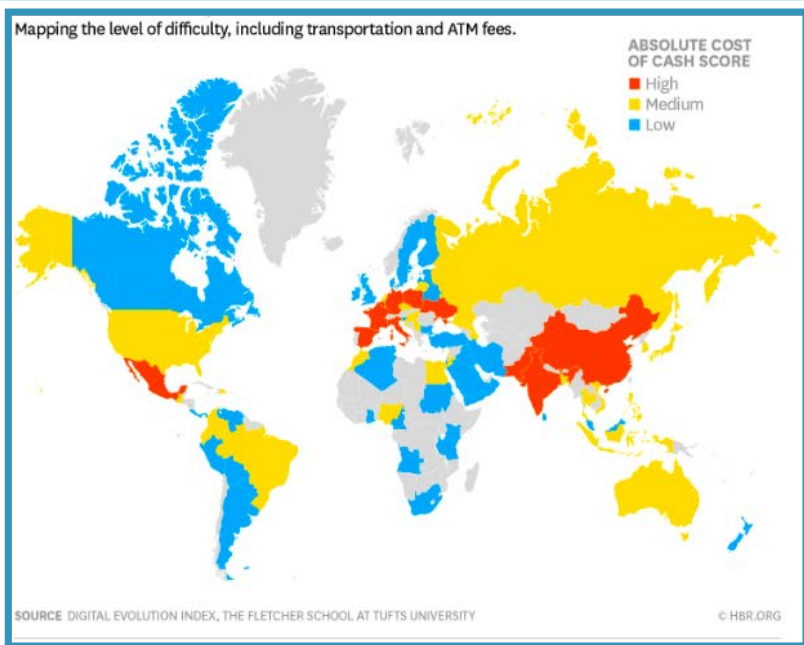 Mapping the level of difficulty, including transportation and ATM fees.
ABSOLUTE COST
OF CASH SCORE
High
Medium
Low
SOURCE DIGITAL EVOLUTION INDEX, THE FLETCHER SCHOOL AT TUFTS UNIVERSITY
© HBR.ORG